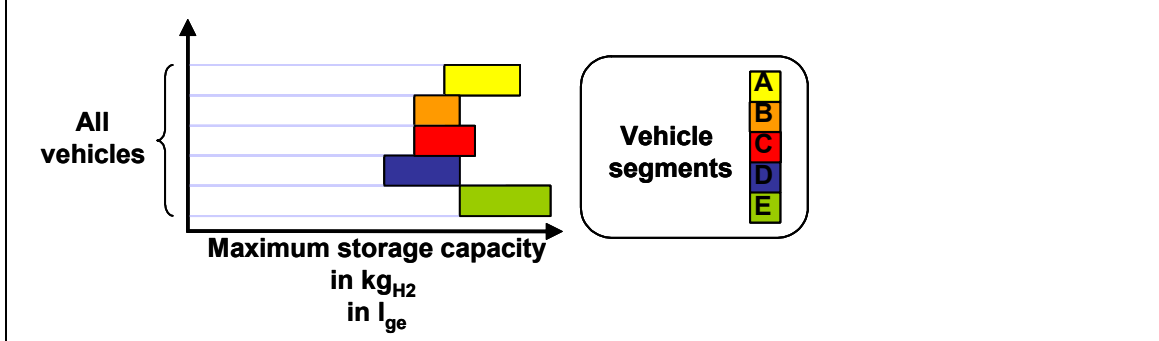 All
vehicles
Maximum storage capacity
in kgH2
in lge
Vehicle
segments
A
B
C
D
E